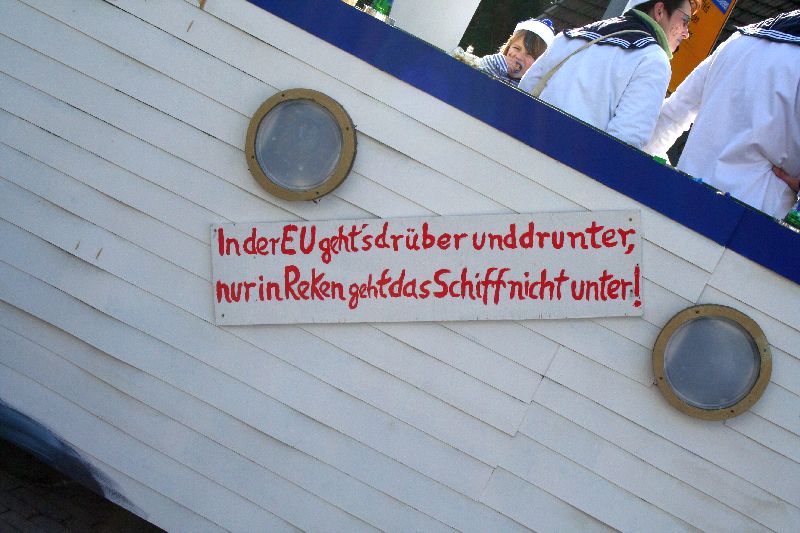 In der EU geht's drüber und drunter,
nur in Reken geht das Schiff nicht unter!